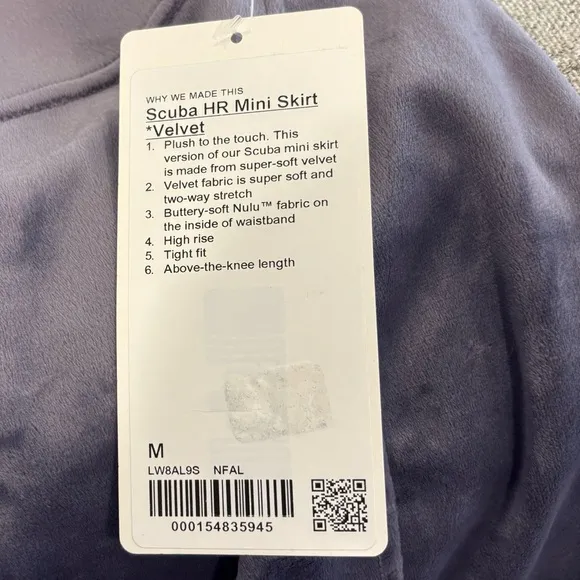 WHY WE MADE THIS
Scuba HR Mini Skirt
*Velvet
1. Plush to the touch. This
version of our Scuba mini skirt
is made from super-soft velvet
2. Velvet fabric is super soft and
two-way stretch
3. Buttery-soft Nulu™ fabric on
the inside of waistband
4. High rise
5. Tight fit
6. Above-the-knee length
M
LW8AL9S NFAL
000154835945